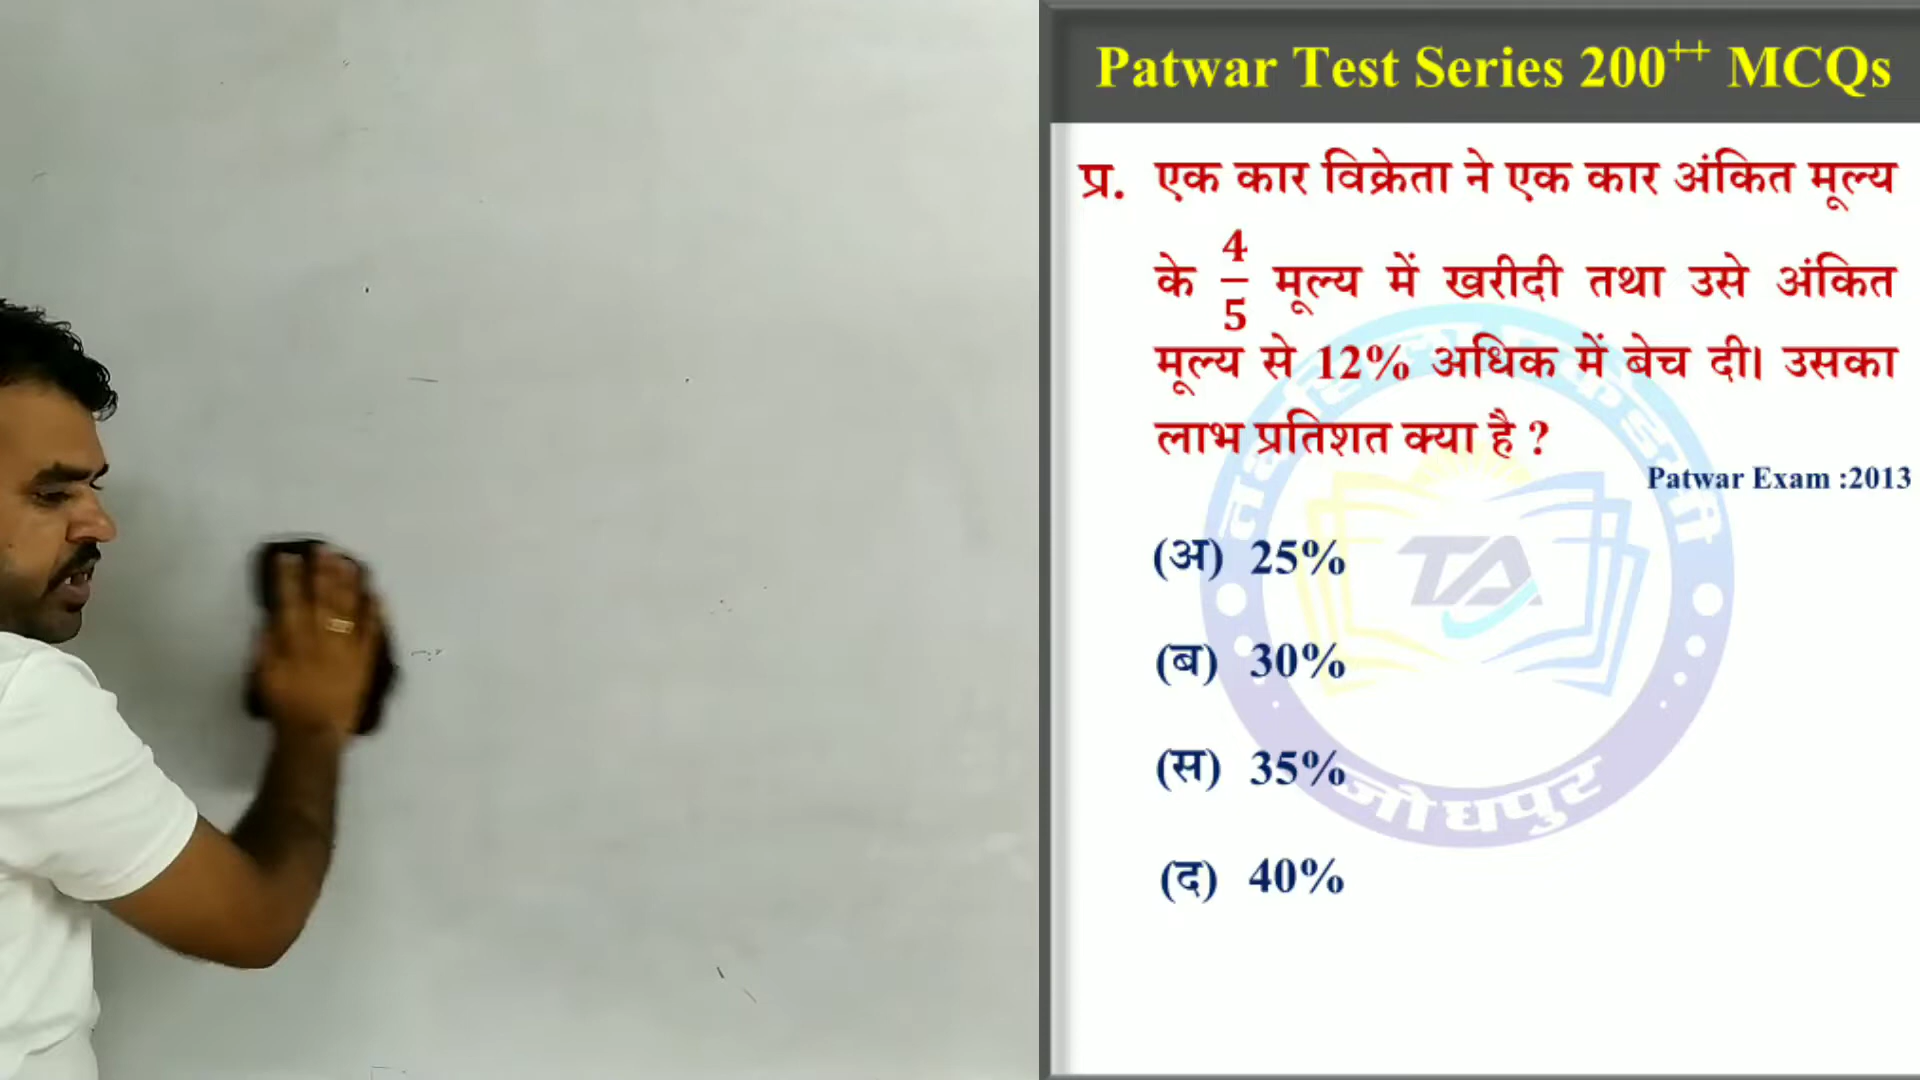 Patwar Test Series 200++ MCQs
प्र. एक कार विक्रेता ने एक कार अंकित मूल्य
के 4/5 मूल्य में खरीदी तथा उसे अंकित
मूल्य से 12% अधिक में बेच दी। उसका
लाभ प्रतिशत क्या है ?
Patwar Exam :2013
(अ) 25%
(ब) 30%
(स) 35%
(द) 40%
TA
जोधपुर